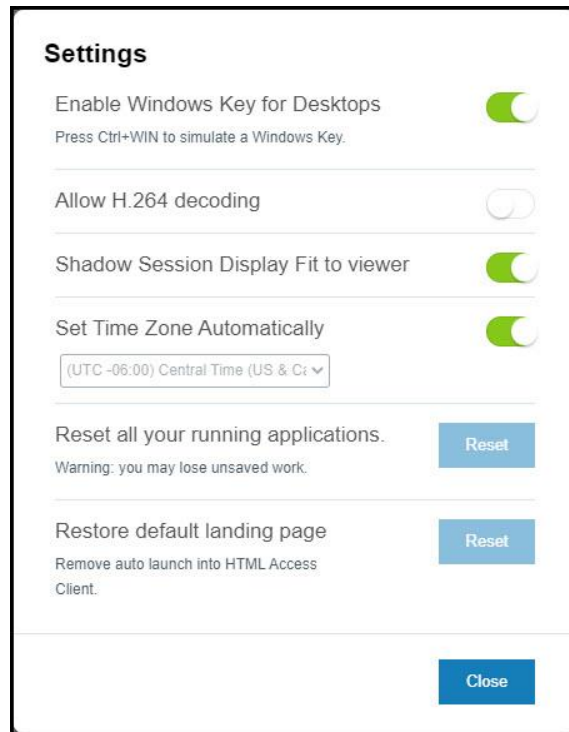 Settings
Enable Windows Key for Desktops
Press Ctrl+WIN to simulate a Windows Key.
Allow H.264 decoding
Shadow Session Display Fit to viewer
Set Time Zone Automatically
(UTC -06:00) Central Time (US & Ca
Reset all your running applications.
Warning: you may lose unsaved work.
Reset
Restore default landing page
Remove auto launch into HTML Access
Client.
Reset
Close